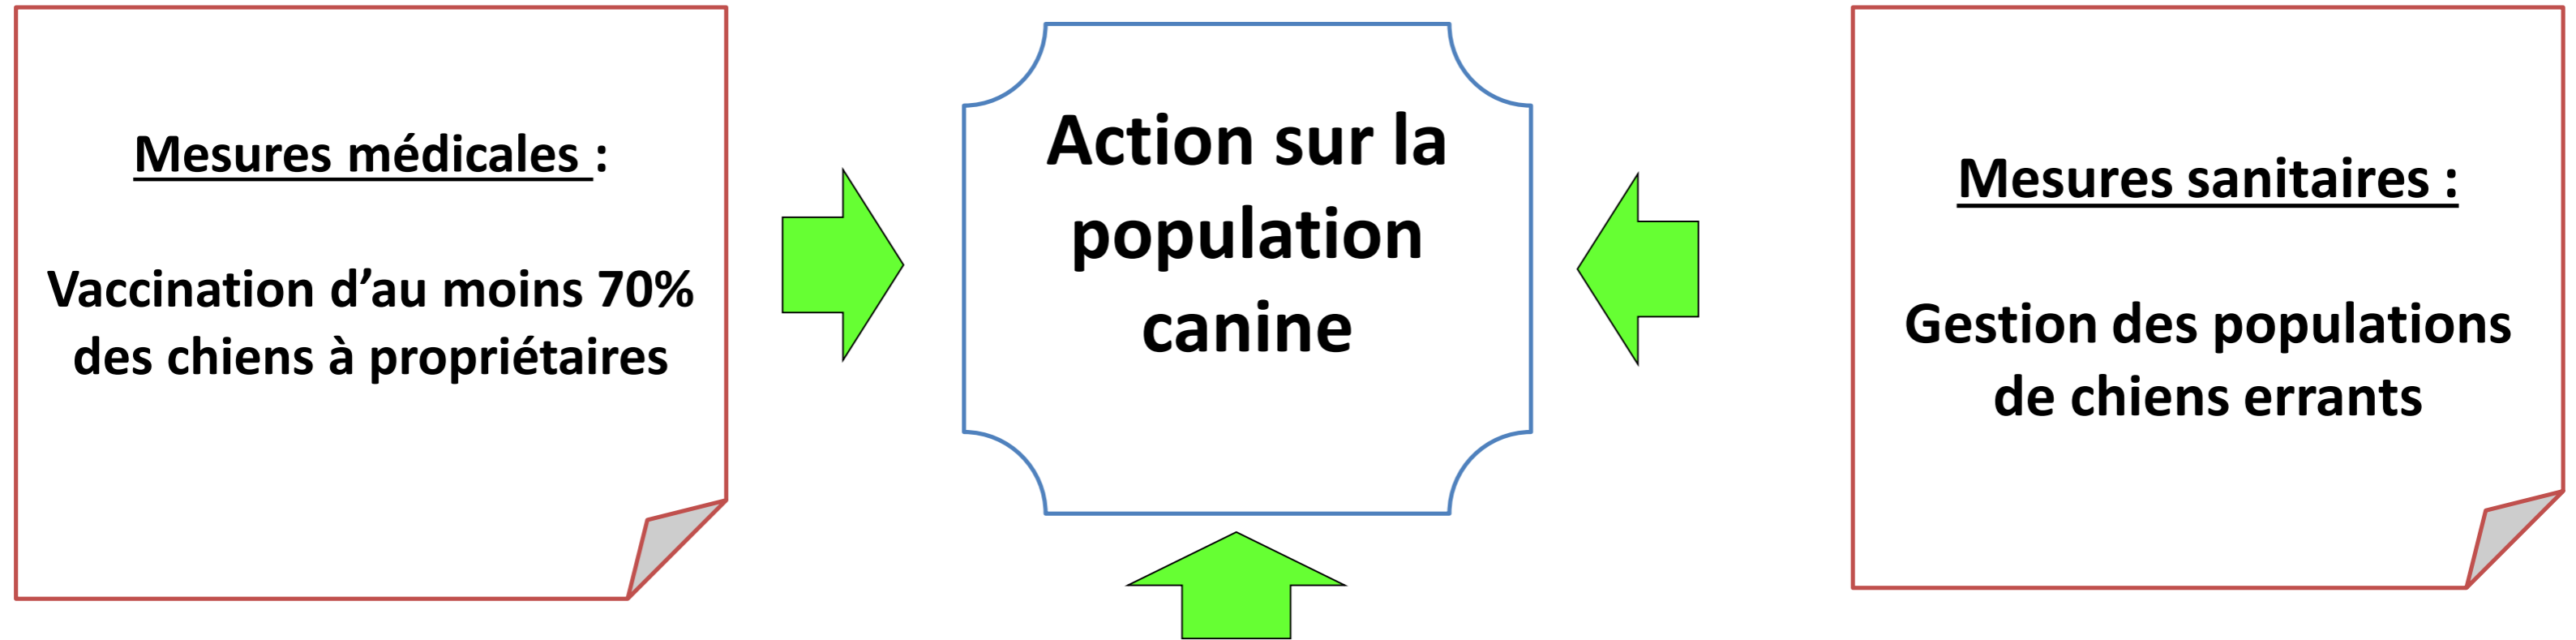 Mesures médicales :
Vaccination d’au moins 70%
des chiens à propriétaires
Action sur la
population
canine
Mesures sanitaires :
Gestion des populations
de chiens errants